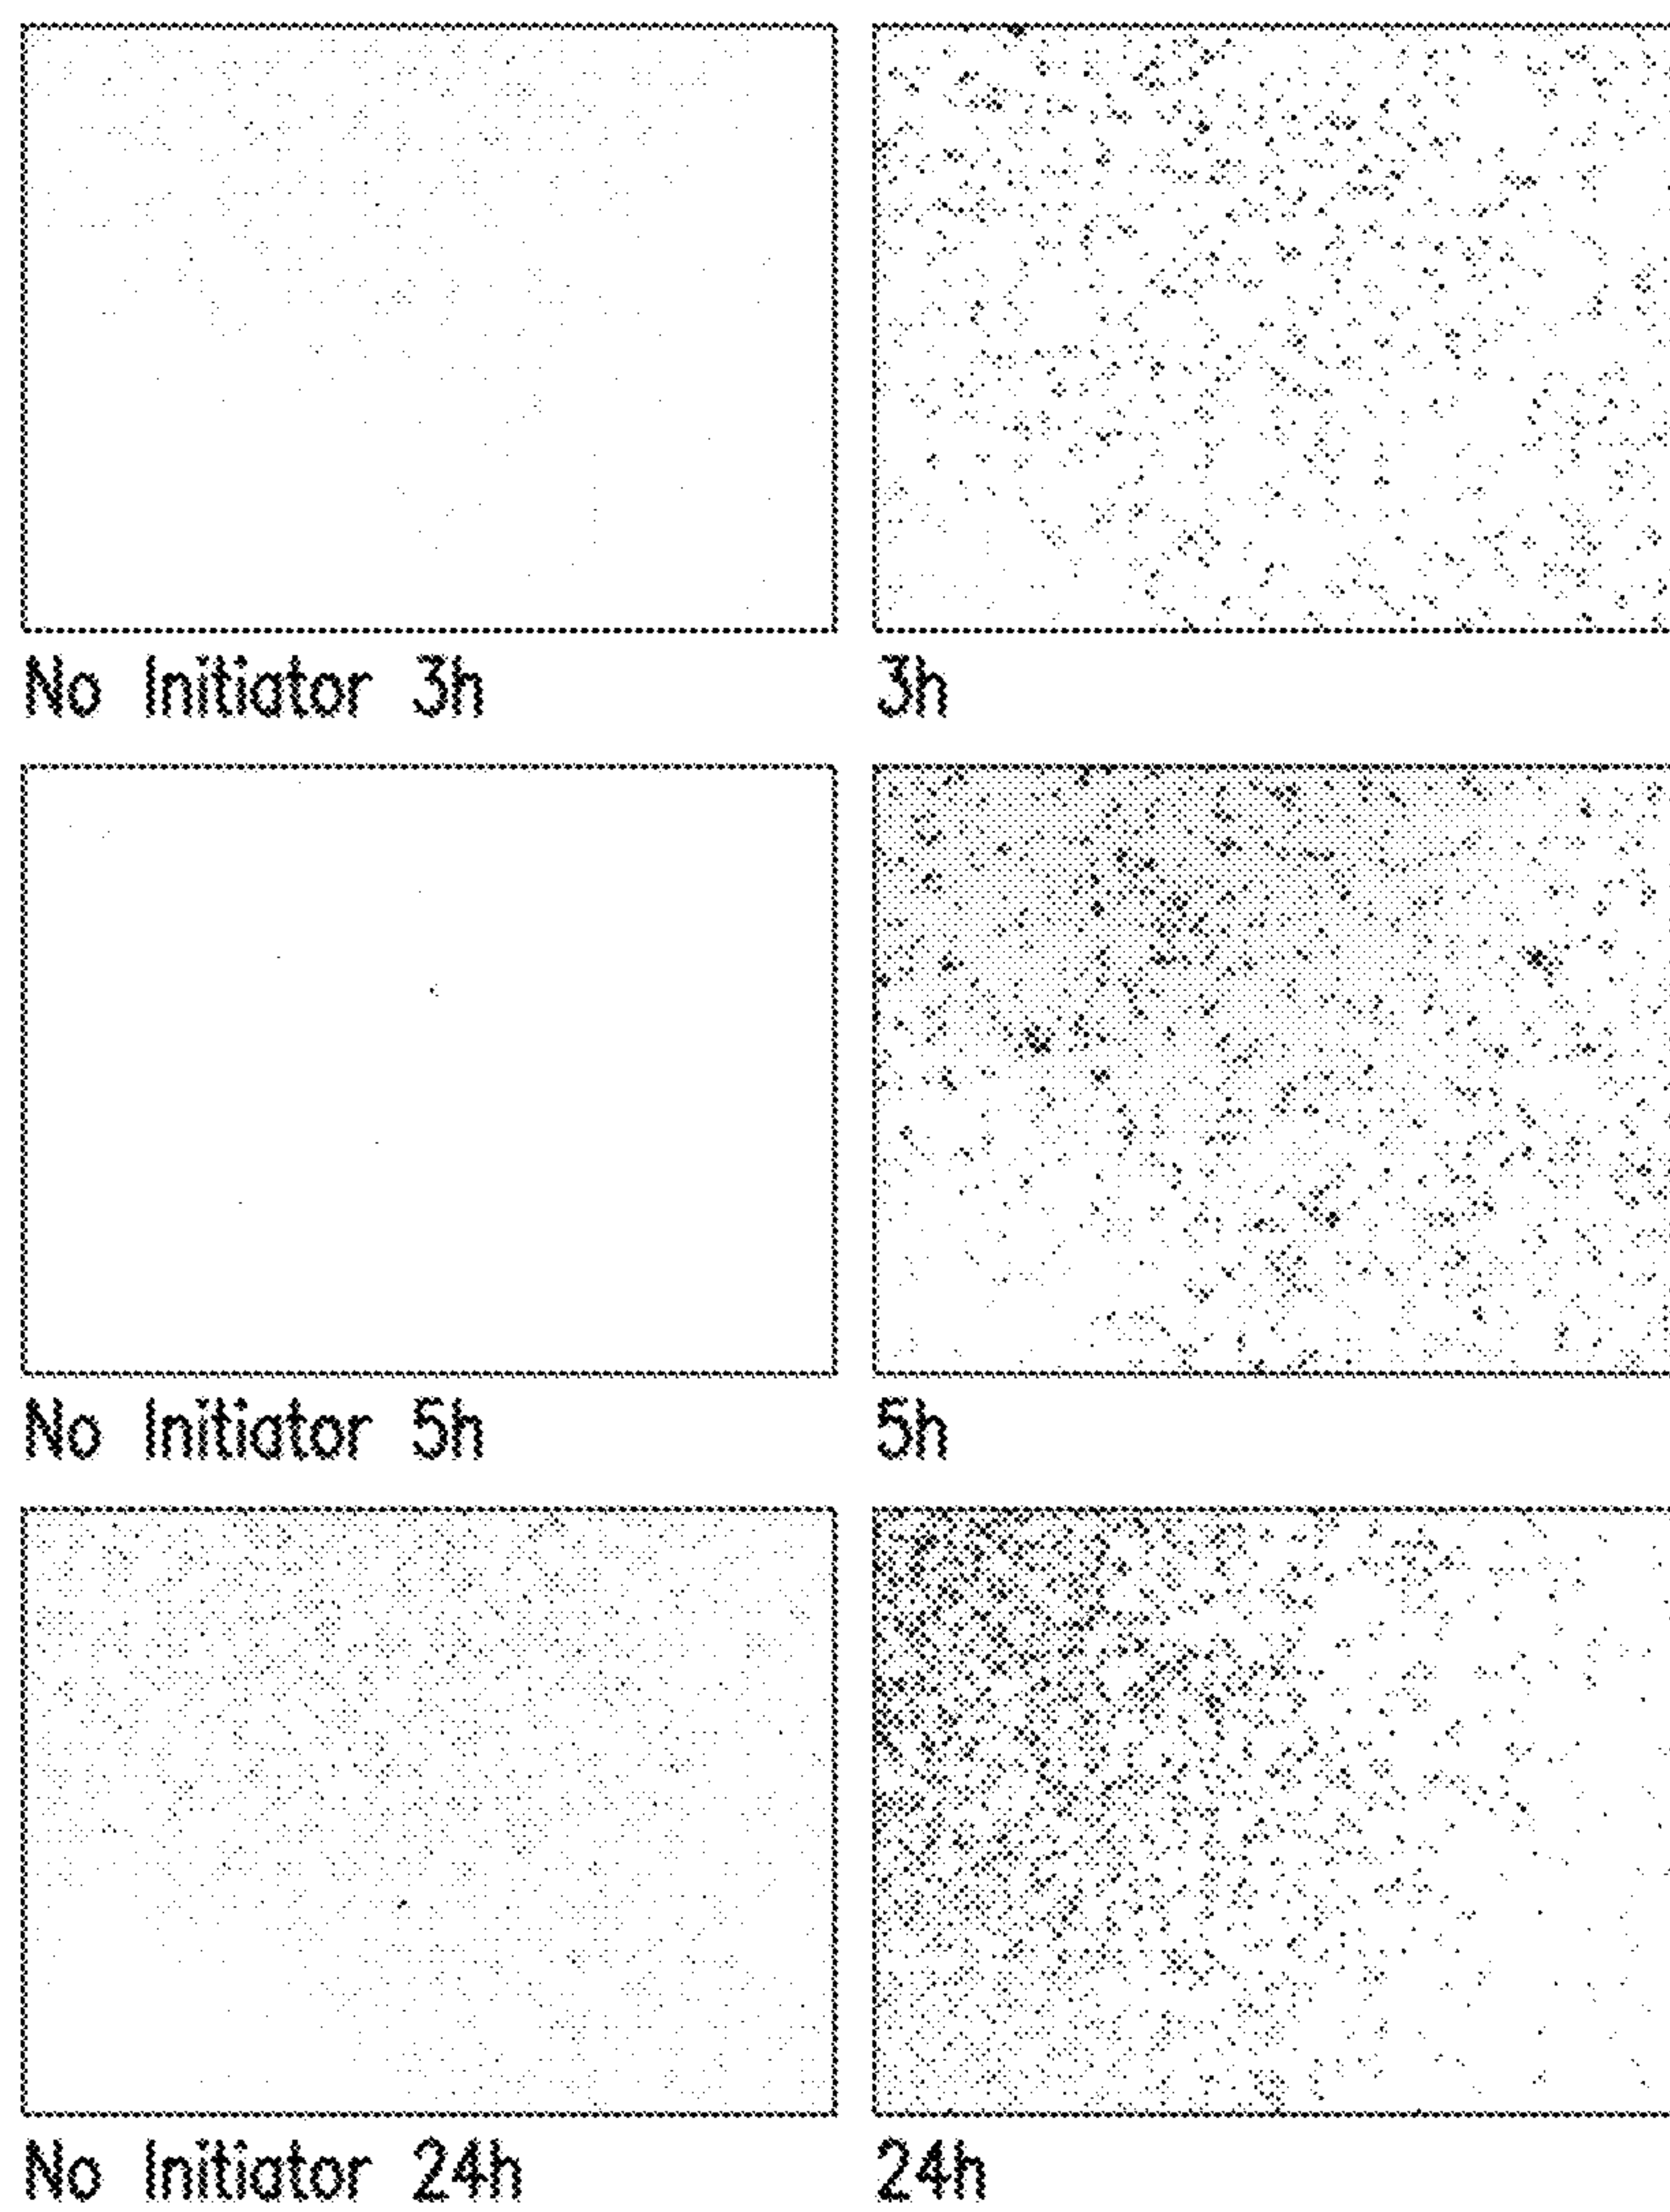 No Initiator 3h
3h
No Initiator 5h
5h
No Initiator 24h
24h